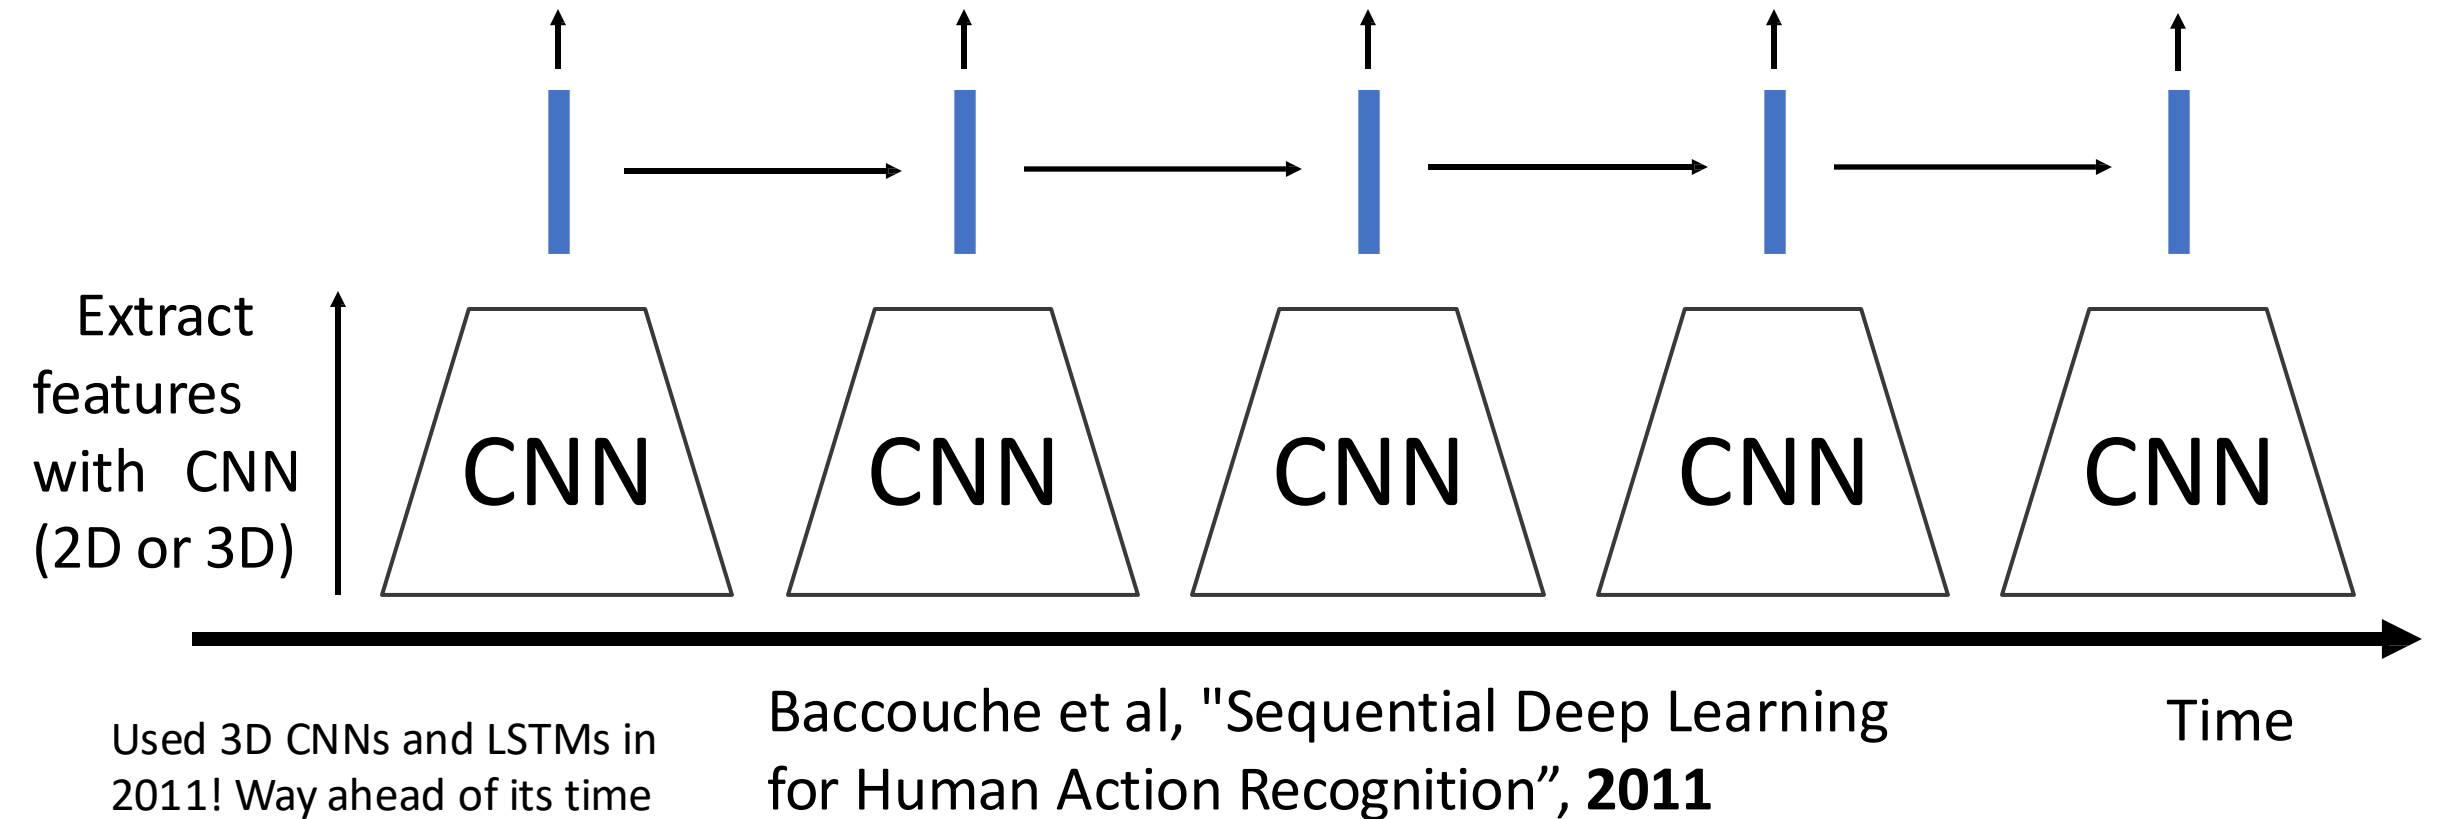 Extract
features
with CNN
(2D or 3D)
CNN
CNN
CNN
CNN
CNN
Time
Used 3D CNNs and LSTMs in
2011! Way ahead of its time
Baccouche et al, "Sequential Deep Learning
for Human Action Recognition”, 2011